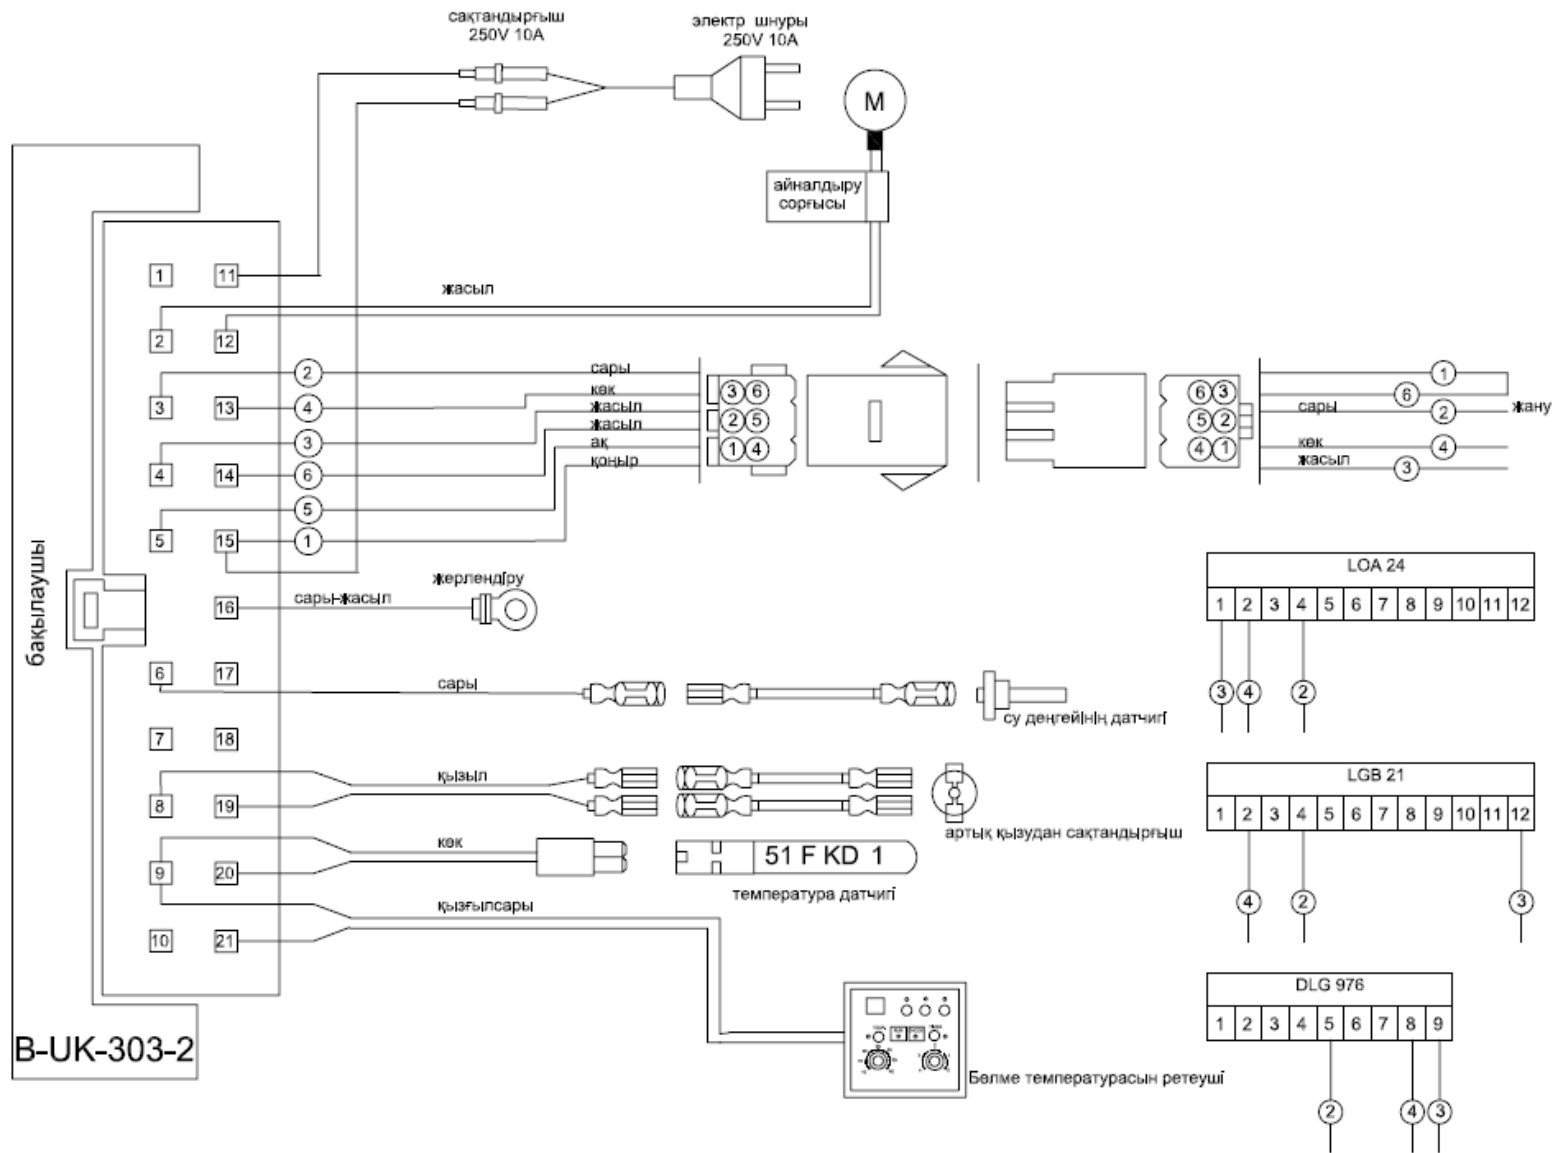 сақтандырғыш
250V 10A
электр шнуры
250V 10A
M
айналдыру
сорғысы
1 11
жасыл
2 12
2 сары
3 13 4 көк
жасыл
3 жасыл
4 14 6 ақ
қоңыр
5
5 15 1
3 6
2 5
1 4
6 3
5 2
4 1
1
6
сары 2 жану
көк 4
жасыл 3
бақылаушы
16 сары-жасыл
жерлендіру
6 17
сары
су деңгейінің датчигі
7 18
қызыл
8 19
артық қызудан сақтандырғыш
көк
9 20
51 F KD 1
температура датчигі
қызғылсары
10 21
Бөлме температурасын ретеуші
B-UK-303-2
LOA 24
1 2 3 4 5 6 7 8 9 10 11 12
3 4 2
LGB 21
1 2 3 4 5 6 7 8 9 10 11 12
4 2 3
DLG 976
1 2 3 4 5 6 7 8 9
2 4 3